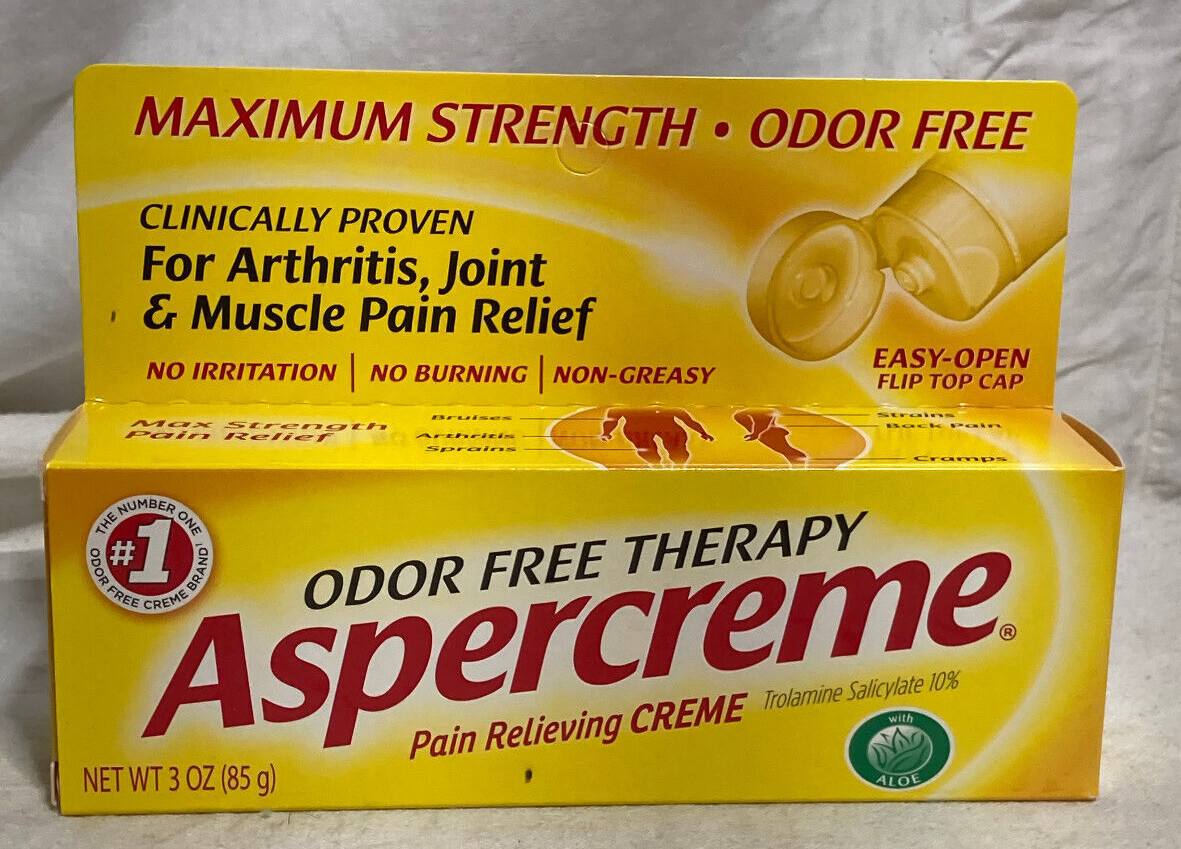 MAXIMUM STRENGTH • ODOR FREE
CLINICALLY PROVEN
For Arthritis, Joint
& Muscle Pain Relief
NO IRRITATION | NO BURNING | NON-GREASY
EASY-OPEN
FLIP TOP CAP
Max Strength
Pain Relief
Bruises
Arthritis
Sprains
Strains
Back Pain
Cramps
THE NUMBER ONE
#1
ODOR FREE CREME BRAND!
ODOR FREE THERAPY
Aspercreme®
Pain Relieving CREME
Trolamine Salicylate 10%
with
ALOE
NET WT 3 OZ (85 g)